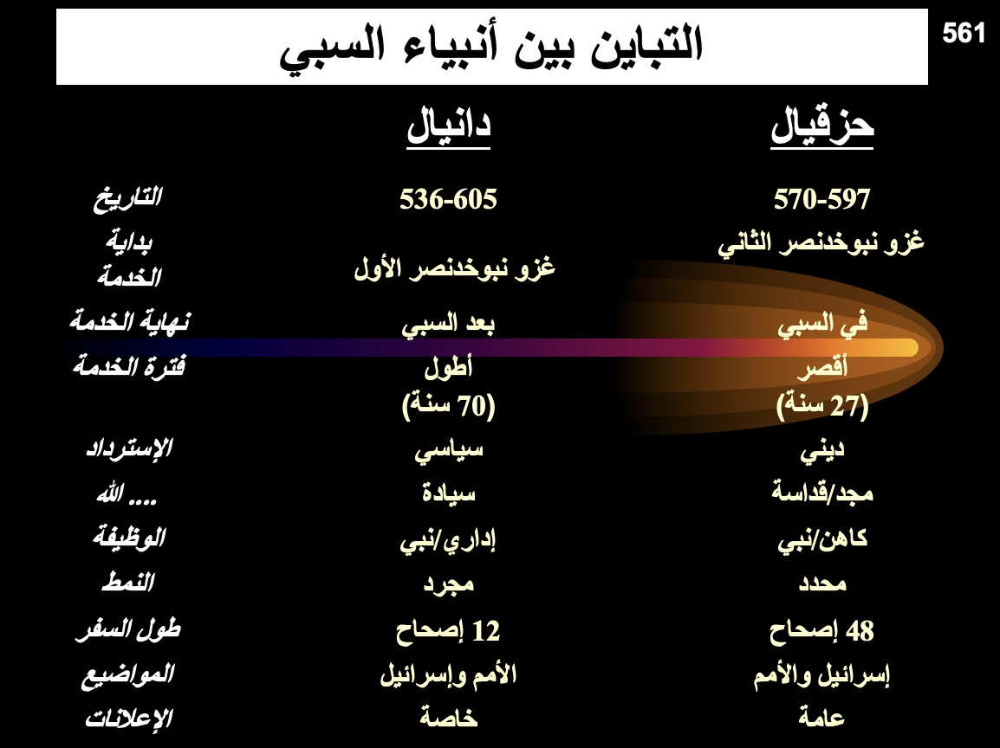 561
التباين بين أنبياء السبي
حزقيال دانيال
570-597 536-605 التاريخ
غزو نبوخدنصر الثاني غزو نبوخدنصر الأول بداية
الخدمة
في السبي بعد السبي نهاية الخدمة
أقصر أطول فترة الخدمة
(27 سنة) (70 سنة)
ديني سياسي الإسترداد
مجد/قداسة سيادة .... الله
كاهن/نبي إداري/نبي الوظيفة
محدد مجرد النمط
48 إصحاح 12 إصحاح طول السفر
إسرائيل والأمم الأمم وإسرائيل المواضيع
عامة خاصة الإعلانات